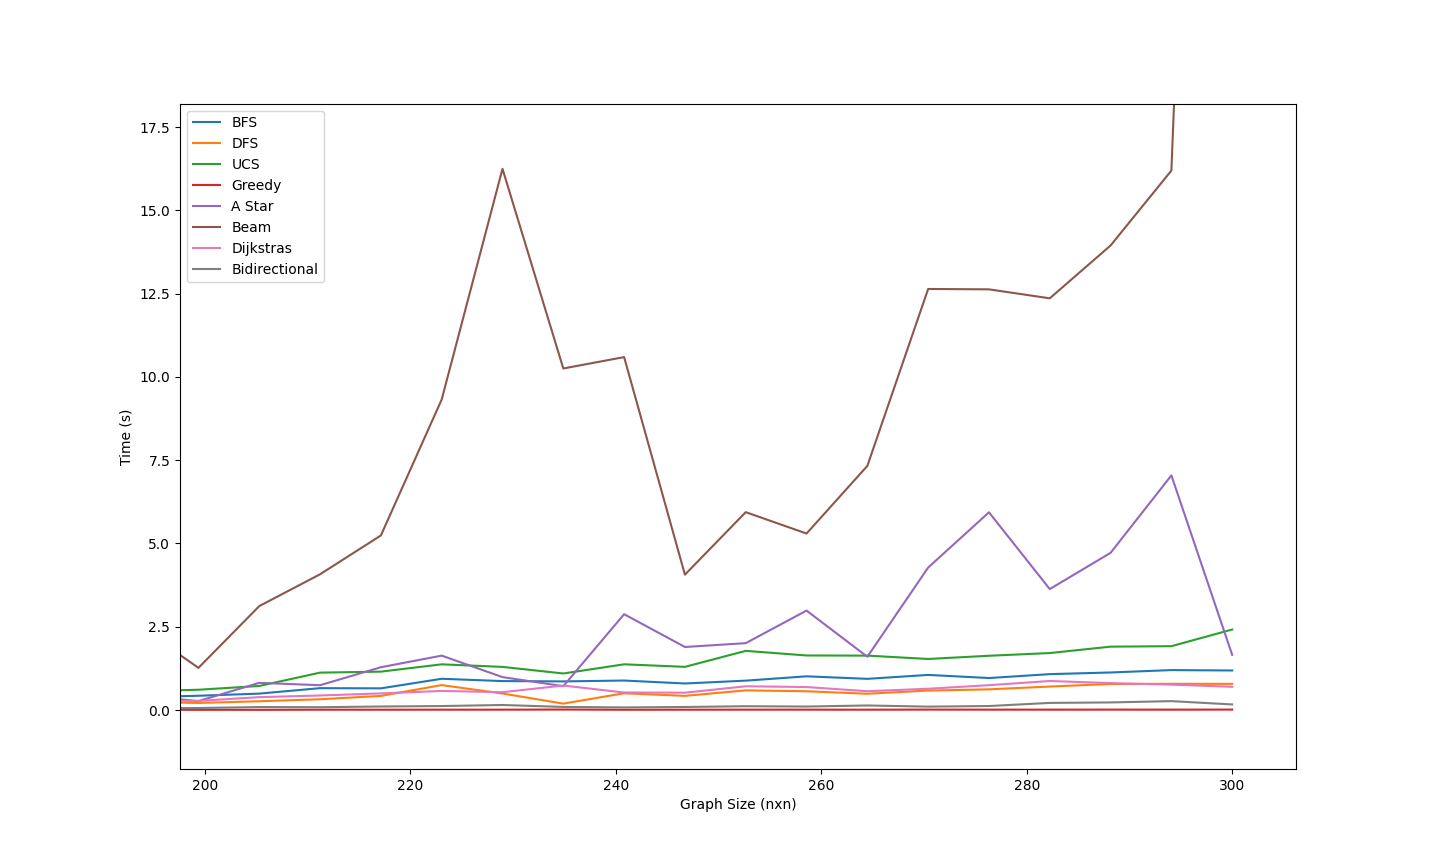 17.5
15.0
12.5
10.0
7.5
5.0
2.5
0.0
Time (s)
BFS
DFS
UCS
Greedy
A Star
Beam
Dijkstras
Bidirectional
200 220 240 260 280 300
Graph Size (nxn)